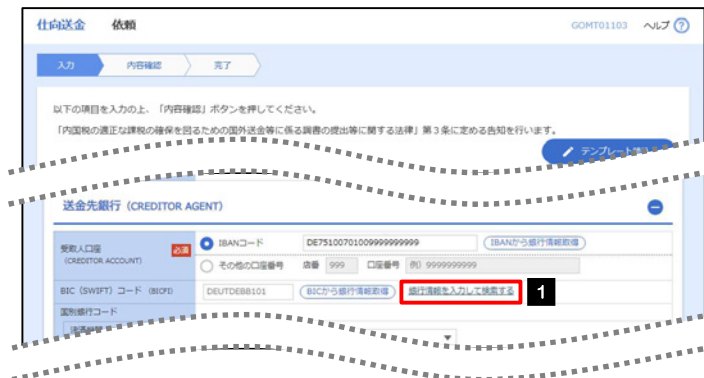 仕向送金 依頼 GOMT01103 ヘルプ ?
入力 内容確認 完了
以下の項目を入力の上、「内容確認」ボタンを押してください。
「内国税の適正な課税の確保を図るための国外送金等に係る調書の提出等に関する法律」第3条に定める告知を行います。
テンプレート
送金先銀行 (CREDITOR AGENT)
受取人口座 必須 IBANコード DE75100701009999999999 IBANから銀行情報取得
(CREDITOR ACCOUNT) その他の口座番号 店番 999 口座番号 例) 9999999999
BIC (SWIFT) コード (BICFI) DEUTDEBB101 BICから銀行情報取得 銀行情報を入力して検索する 1
国別銀行コード